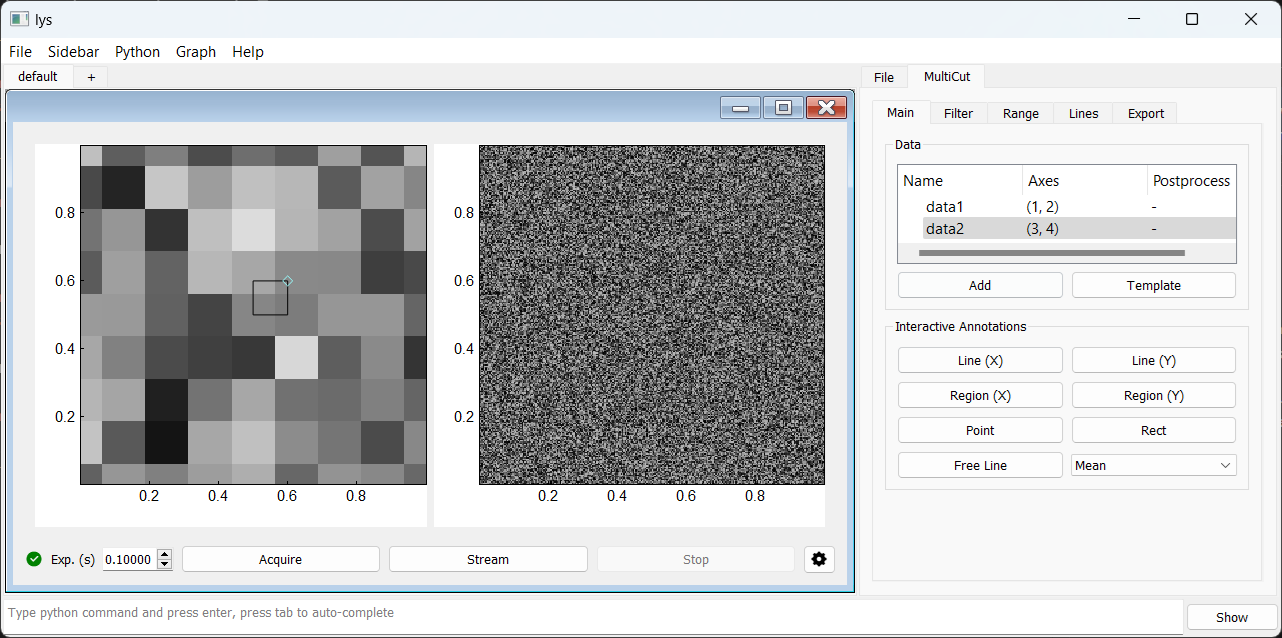 lys
File Sidebar Python Graph Help
default +
File MultiCut
Main Filter Range Lines Export
Data
Name Axes Postprocess
data1 (1, 2) -
data2 (3, 4) -
Add Template
Interactive Annotations
Line (X) Line (Y)
Region (X) Region (Y)
Point Rect
Free Line Mean
0.8 0.8
0.6 0.6
0.4 0.4
0.2 0.2
0.2 0.4 0.6 0.8 0.2 0.4 0.6 0.8
Exp. (s) 0.10000 Acquire Stream Stop
Type python command and press enter, press tab to auto-complete
Show